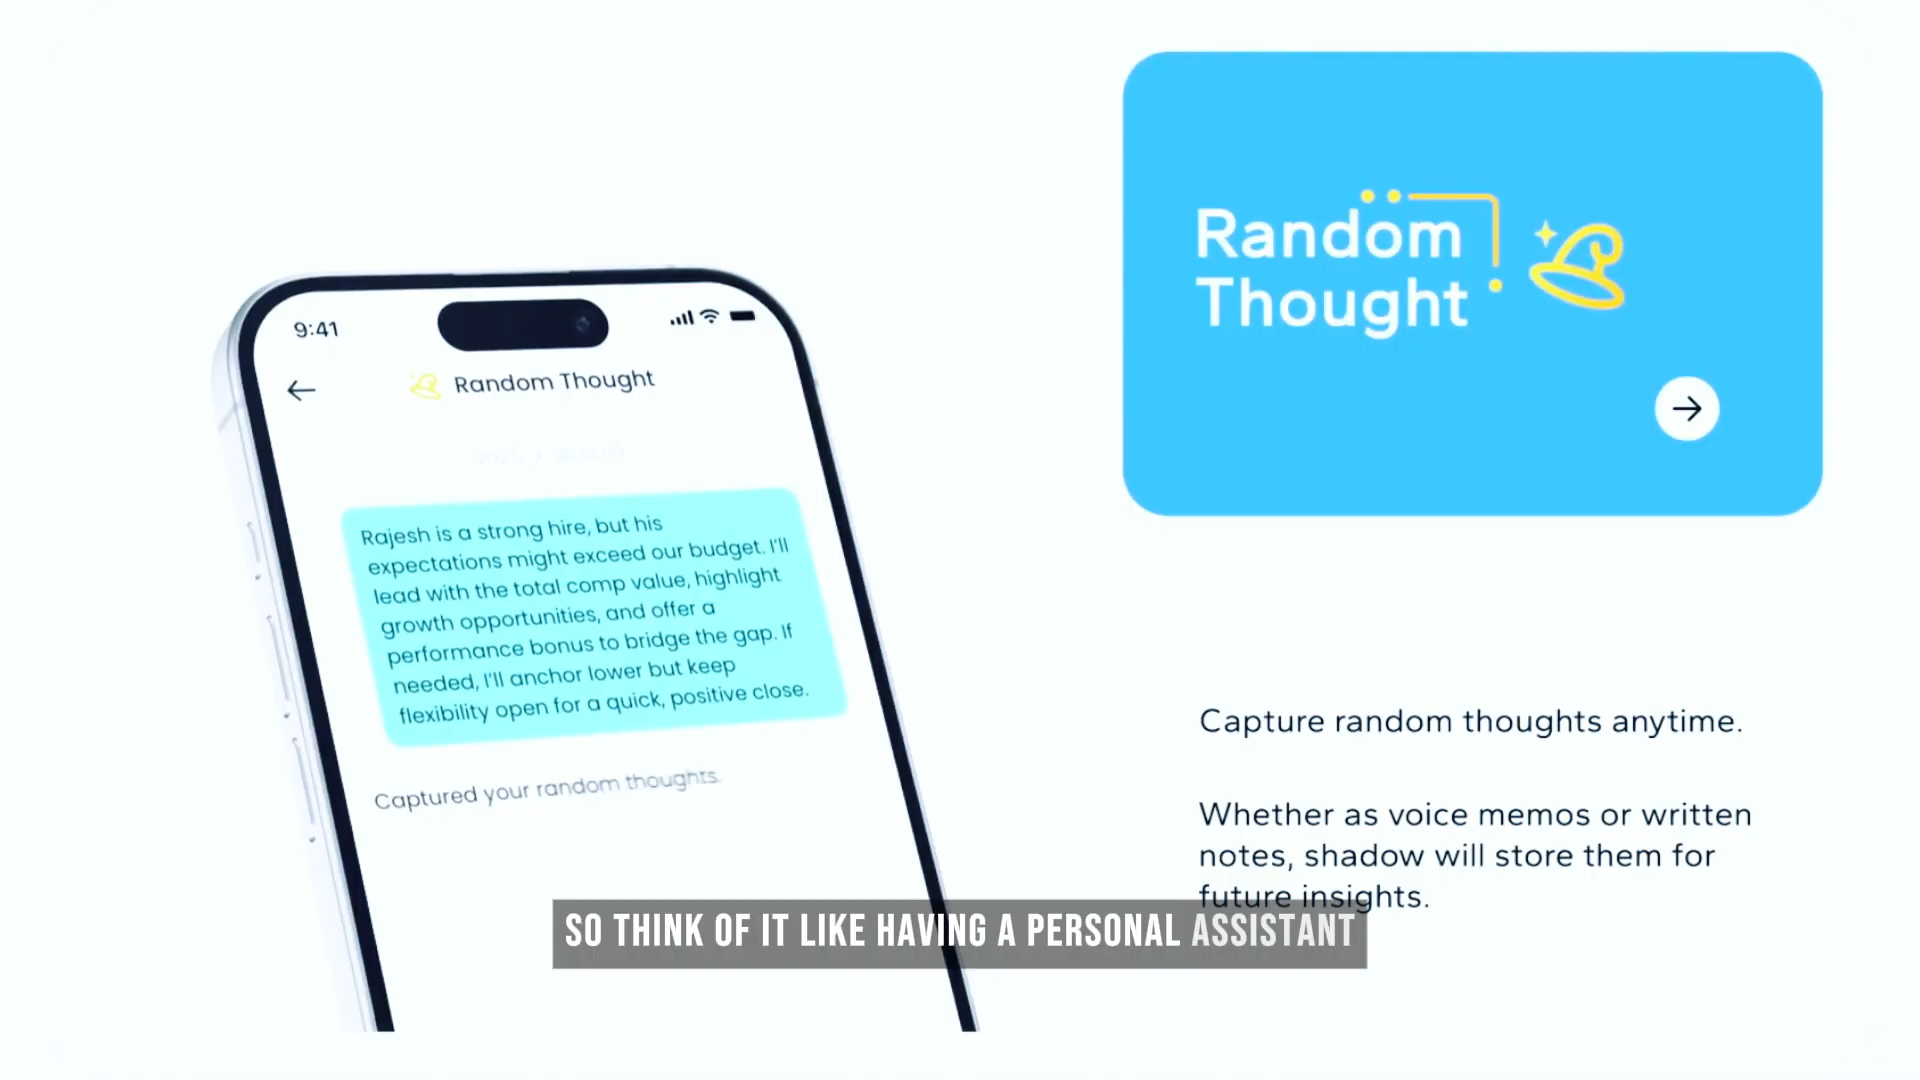 9:41
Random Thought
Rajesh is a strong hire, but his
expectations might exceed our budget. I'll
lead with the total comp value, highlight
growth opportunities, and offer a
performance bonus to bridge the gap. If
needed, I'll anchor lower but keep
flexibility open for a quick, positive close.
Captured your random thoughts.
Random
Thought
Capture random thoughts anytime.
Whether as voice memos or written
notes, shadow will store them for
future insights.
SO THINK OF IT LIKE HAVING A PERSONAL ASSISTANT